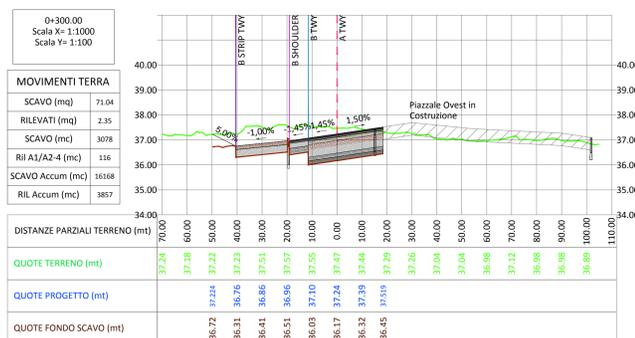 0+300.00
Scala X= 1:1000
Scala Y= 1:100
MOVIMENTI TERRA
SCAVO (mq) 71.04
RILEVATI (mq) 2.35
SCAVO (mc) 3078
Ril A1/A2-4 (mc) 116
SCAVO Accum (mc) 16168
RIL Accum (mc) 3857
B STRIP TWY
B SHOULDER
B TWY
A TWY
40.00 40.00
39.00 39.00
38.00 38.00
37.00 37.00
36.00 36.00
35.00 35.00
34.00 34.00
Piazzale Ovest in
Costruzione
5,00% -1,00% -1,45% -1,45% 1,50%
DISTANZE PARZIALI TERRENO (mt) 70.00 60.00 50.00 40.00 30.00 20.00 10.00 0.00 10.00 20.00 30.00 40.00 50.00 60.00 70.00 80.00 90.00 100.00 110.00
QUOTE TERRENO (mt) 37.24 37.18 37.22 37.23 37.51 37.57 37.55 37.47 37.44 37.29 37.26 37.04 37.04 36.98 37.12 36.98 36.98 36.89
QUOTE PROGETTO (mt) 37.224 36.76 36.86 36.96 37.10 37.24 37.39 37.519
QUOTE FONDO SCAVO (mt) 36.72 36.31 36.41 36.51 36.03 36.17 36.32 36.45